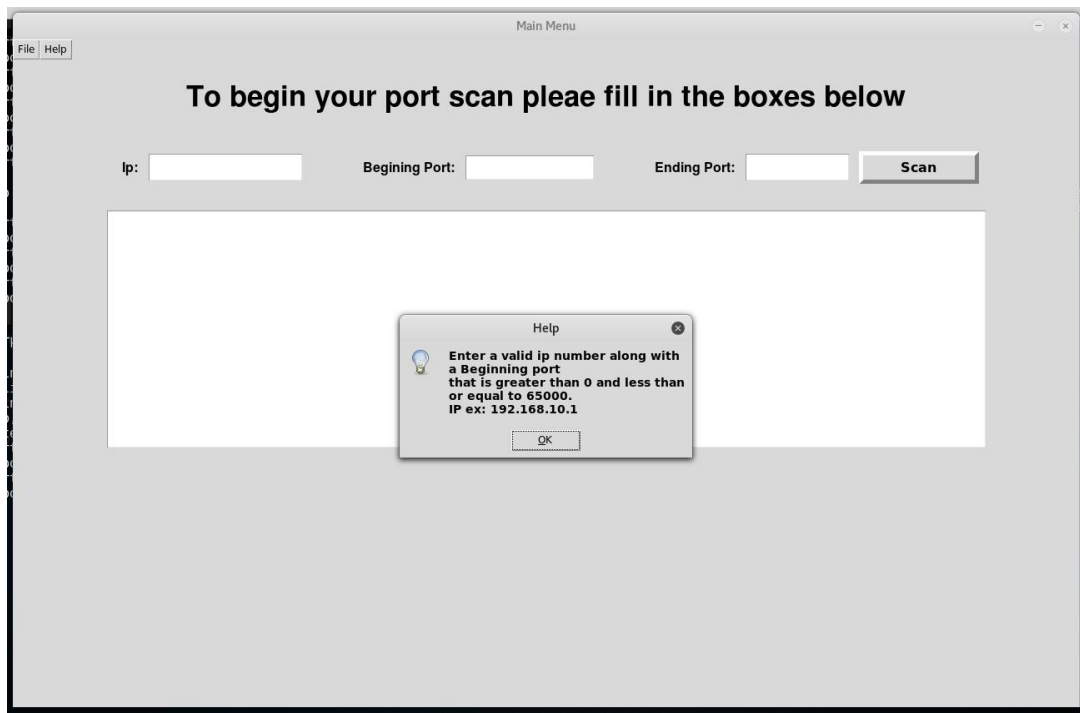 Main Menu
File Help
To begin your port scan pleae fill in the boxes below
Ip: Begining Port: Ending Port: Scan
Help
Enter a valid ip number along with
a Beginning port
that is greater than 0 and less than
or equal to 65000.
IP ex: 192.168.10.1
OK